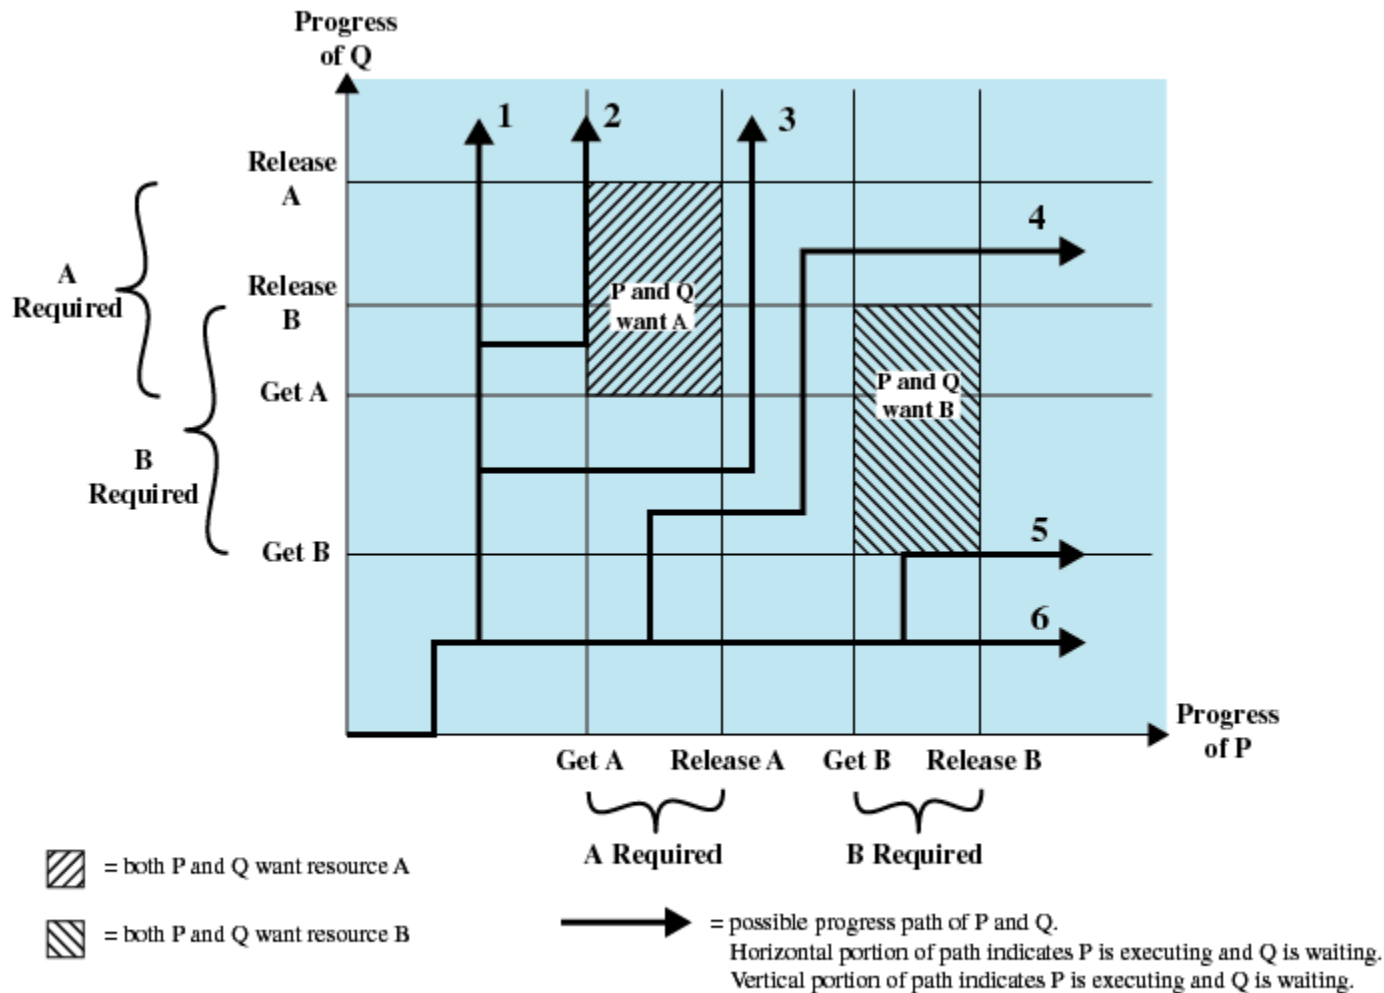 Progress
of Q
1
2
3
Release
A
4
A
Required
Release
B
P and Q
want A
Get A
P and Q
want B
B
Required
Get B
5
6
Progress
of P
Get A
Release A
Get B
Release B
A Required
B Required
= both P and Q want resource A
= both P and Q want resource B
= possible progress path of P and Q.
Horizontal portion of path indicates P is executing and Q is waiting.
Vertical portion of path indicates P is executing and Q is waiting.